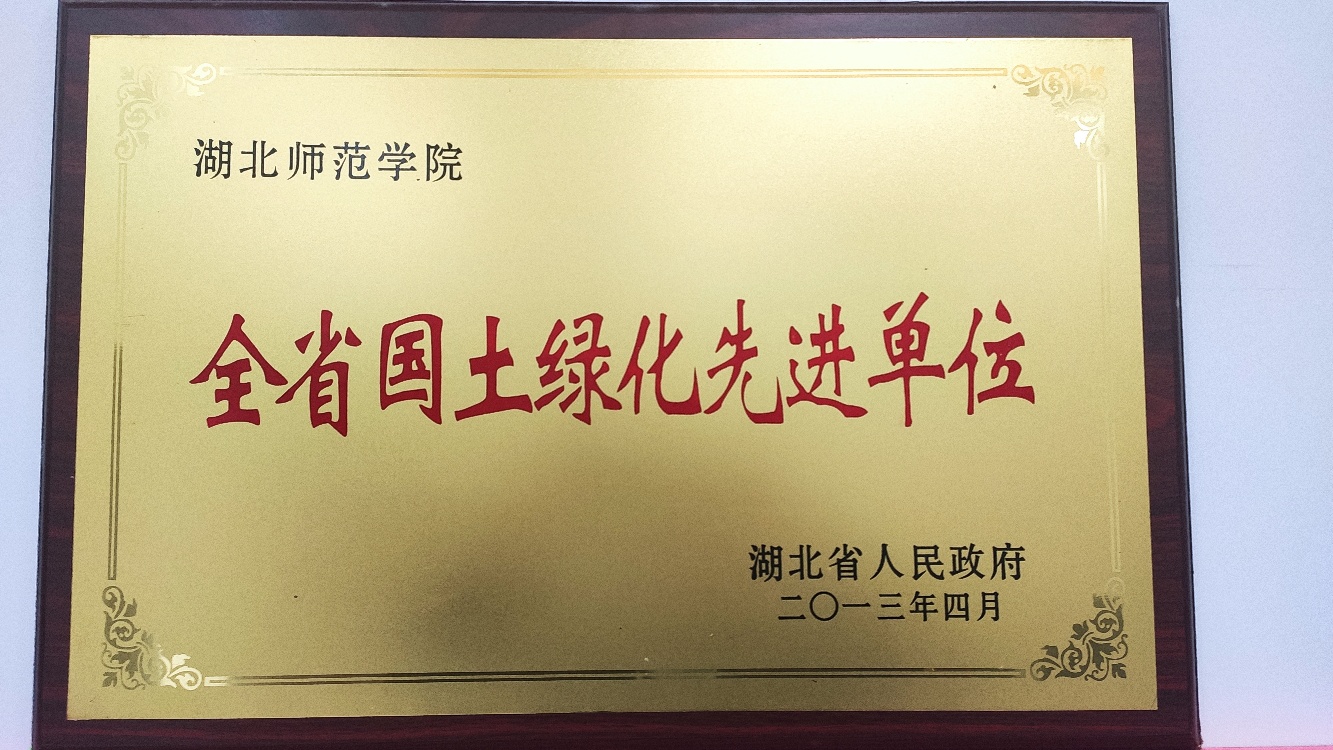 湖北师范学院
全省国土绿化先进单位
湖北省人民政府
二〇一三年四月